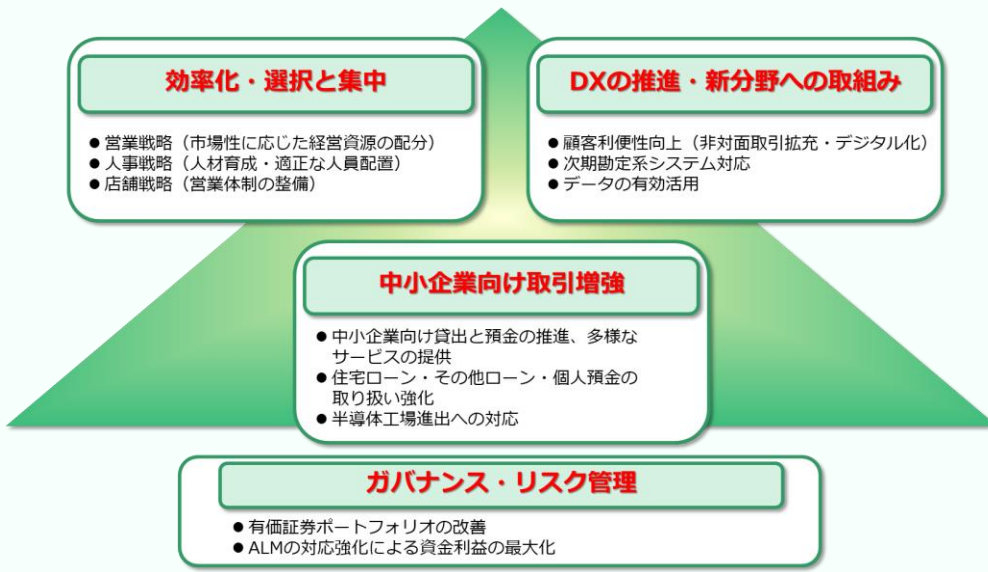 効率化・選択と集中
● 営業戦略（市場性に応じた経営資源の配分）
● 人事戦略（人材育成・適正な人員配置）
● 店舗戦略（営業体制の整備）
DXの推進・新分野への取組み
● 顧客利便性向上（非対面取引拡充・デジタル化）
● 次期勘定系システム対応
● データの有効活用
中小企業向け取引増強
● 中小企業向け貸出と預金の推進、多様な
サービスの提供
● 住宅ローン・その他ローン・個人預金の
取り扱い強化
● 半導体工場進出への対応
ガバナンス・リスク管理
● 有価証券ポートフォリオの改善
● ALMの対応強化による資金利益の最大化